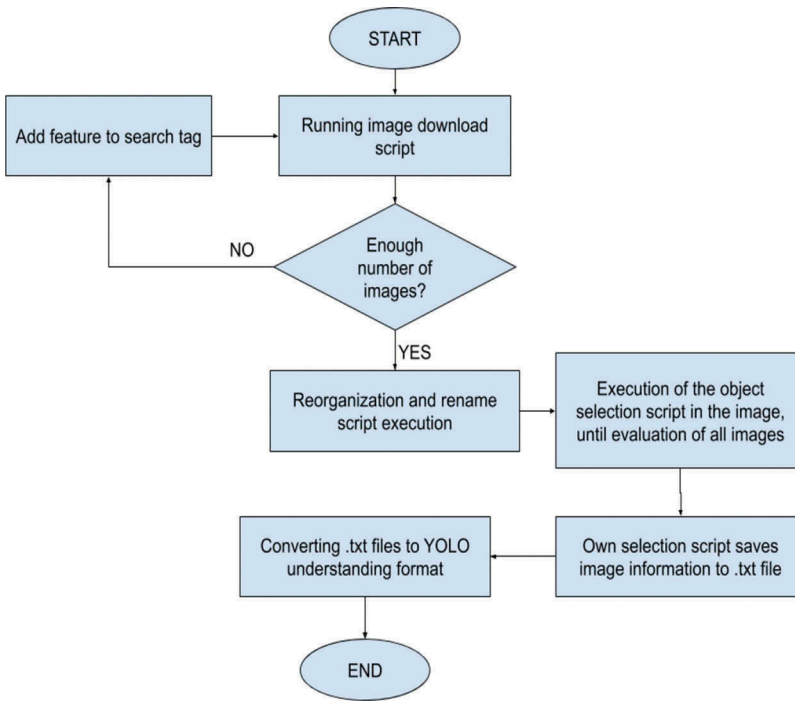 START
Add feature to search tag
Running image download
script
Enough
number of
images?
NO
YES
Reorganization and rename
script execution
Execution of the object
selection script in the image,
until evaluation of all images
Own selection script saves
image information to .txt file
Converting .txt files to YOLO
understanding format
END